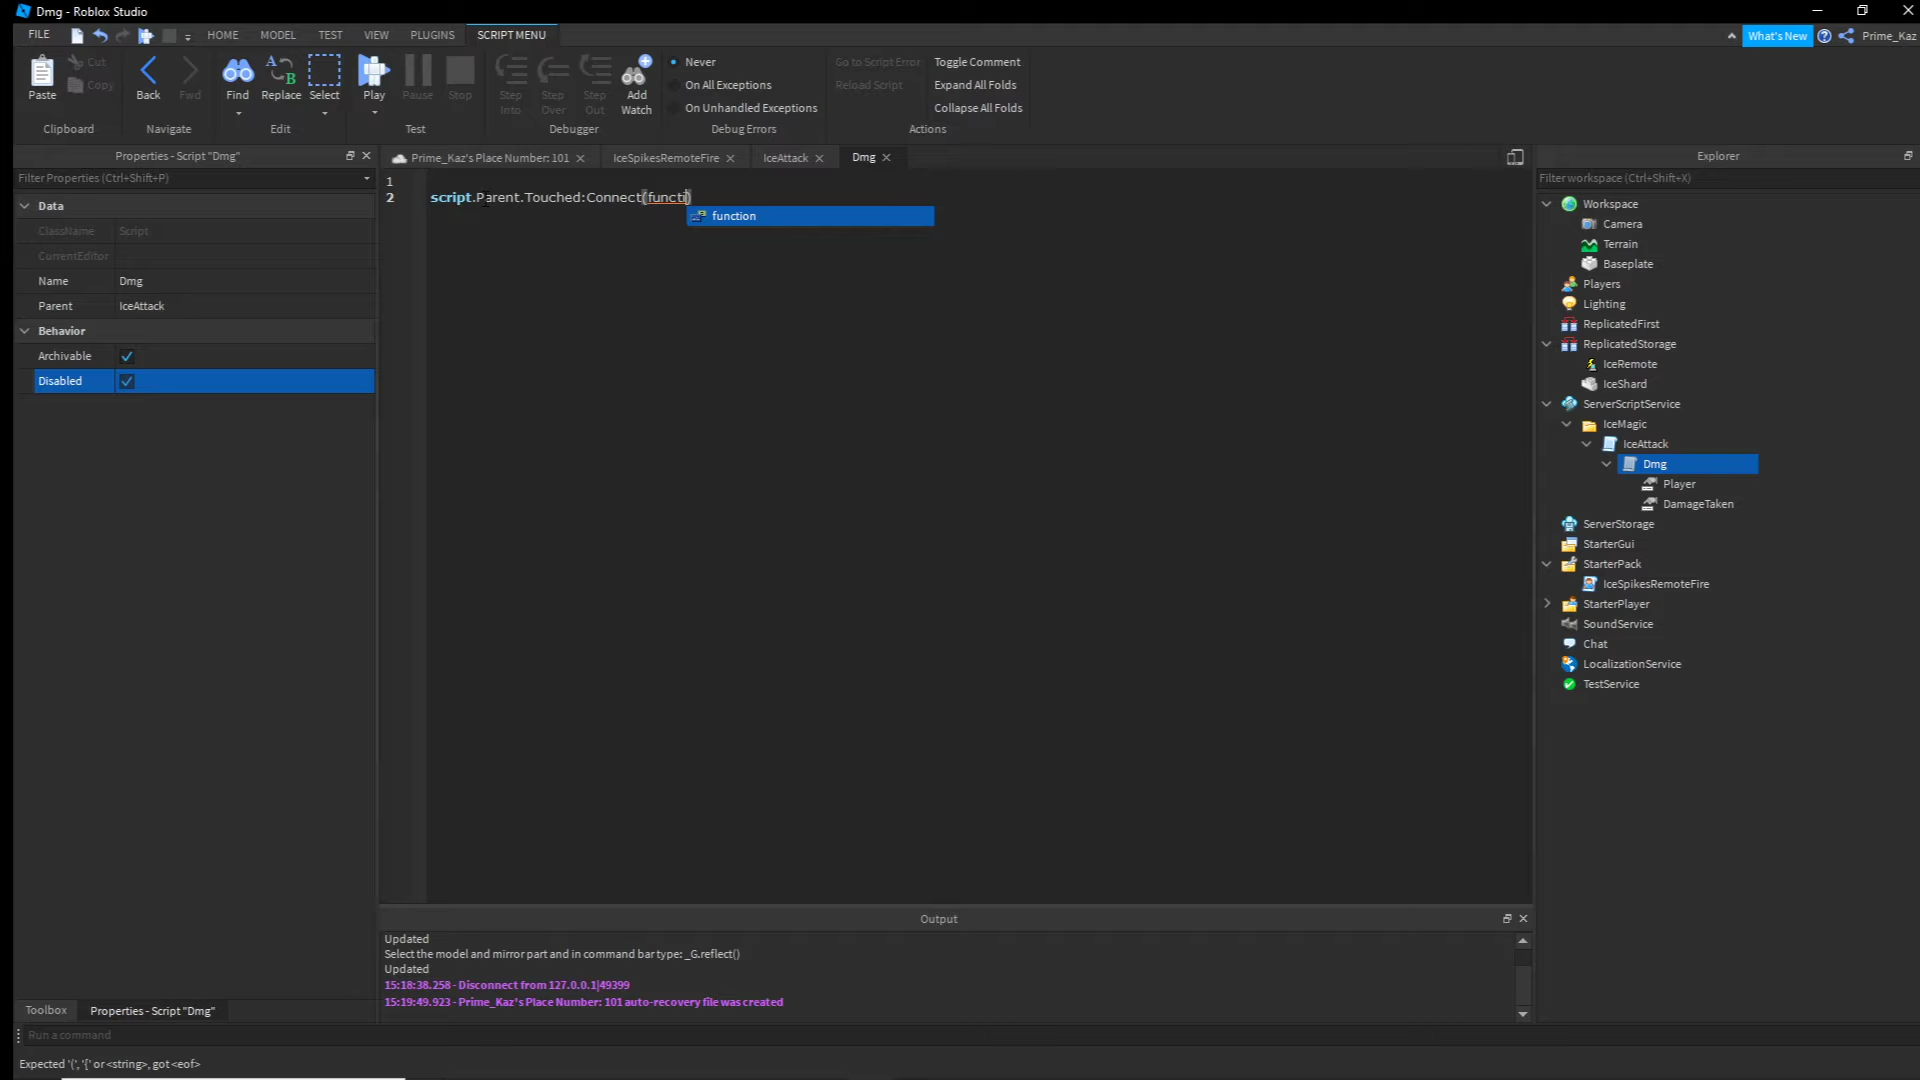 Dmg - Roblox Studio
FILE HOME MODEL TEST VIEW PLUGINS SCRIPT MENU What's New Prime_Kaz
Paste Cut Copy Clipboard
Back Fwd Navigate
Find Replace Select Edit
Play Pause Stop Test
Step Into Step Over Step Out Add Watch Debugger
Never
On All Exceptions
On Unhandled Exceptions
Debug Errors
Go to Script Error
Reload Script
Toggle Comment
Expand All Folds
Collapse All Folds
Actions
Properties - Script "Dmg"
Filter Properties (Ctrl+Shift+P)
Data
ClassName Script
CurrentEditor
Name Dmg
Parent IceAttack
Behavior
Archivable
Disabled
Toolbox Properties - Script "Dmg"
Prime_Kaz's Place Number: 101 IceSpikesRemoteFire IceAttack Dmg
1
2 script.Parent.Touched:Connect(functi)
function
Output
Updated
Select the model and mirror part and in command bar type: _G.reflect()
Updated
15:18:38.258 - Disconnect from 127.0.0.1|49399
15:19:49.923 - Prime_Kaz's Place Number: 101 auto-recovery file was created
Explorer
Filter workspace (Ctrl+Shift+X)
Workspace
Camera
Terrain
Baseplate
Players
Lighting
ReplicatedFirst
ReplicatedStorage
IceRemote
IceShard
ServerScriptService
IceMagic
IceAttack
Dmg
Player
DamageTaken
ServerStorage
StarterGui
StarterPack
IceSpikesRemoteFire
StarterPlayer
SoundService
Chat
LocalizationService
TestService
Run a command
Expected '(', '{' or <string>, got <eof>